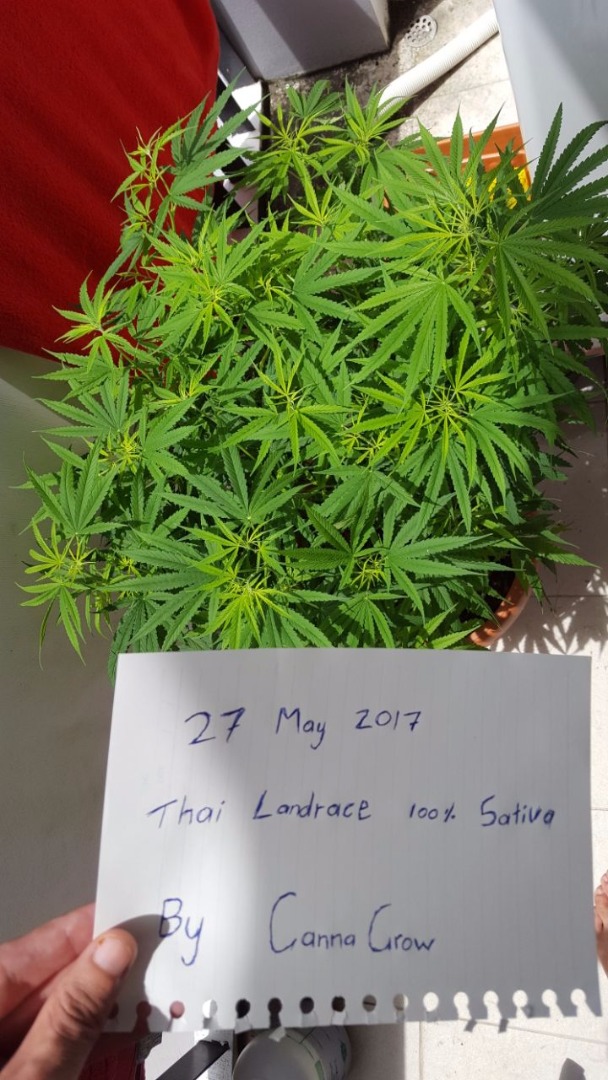 27 May 2017
Thai Landrace 100% Sativa
By Canna Grow